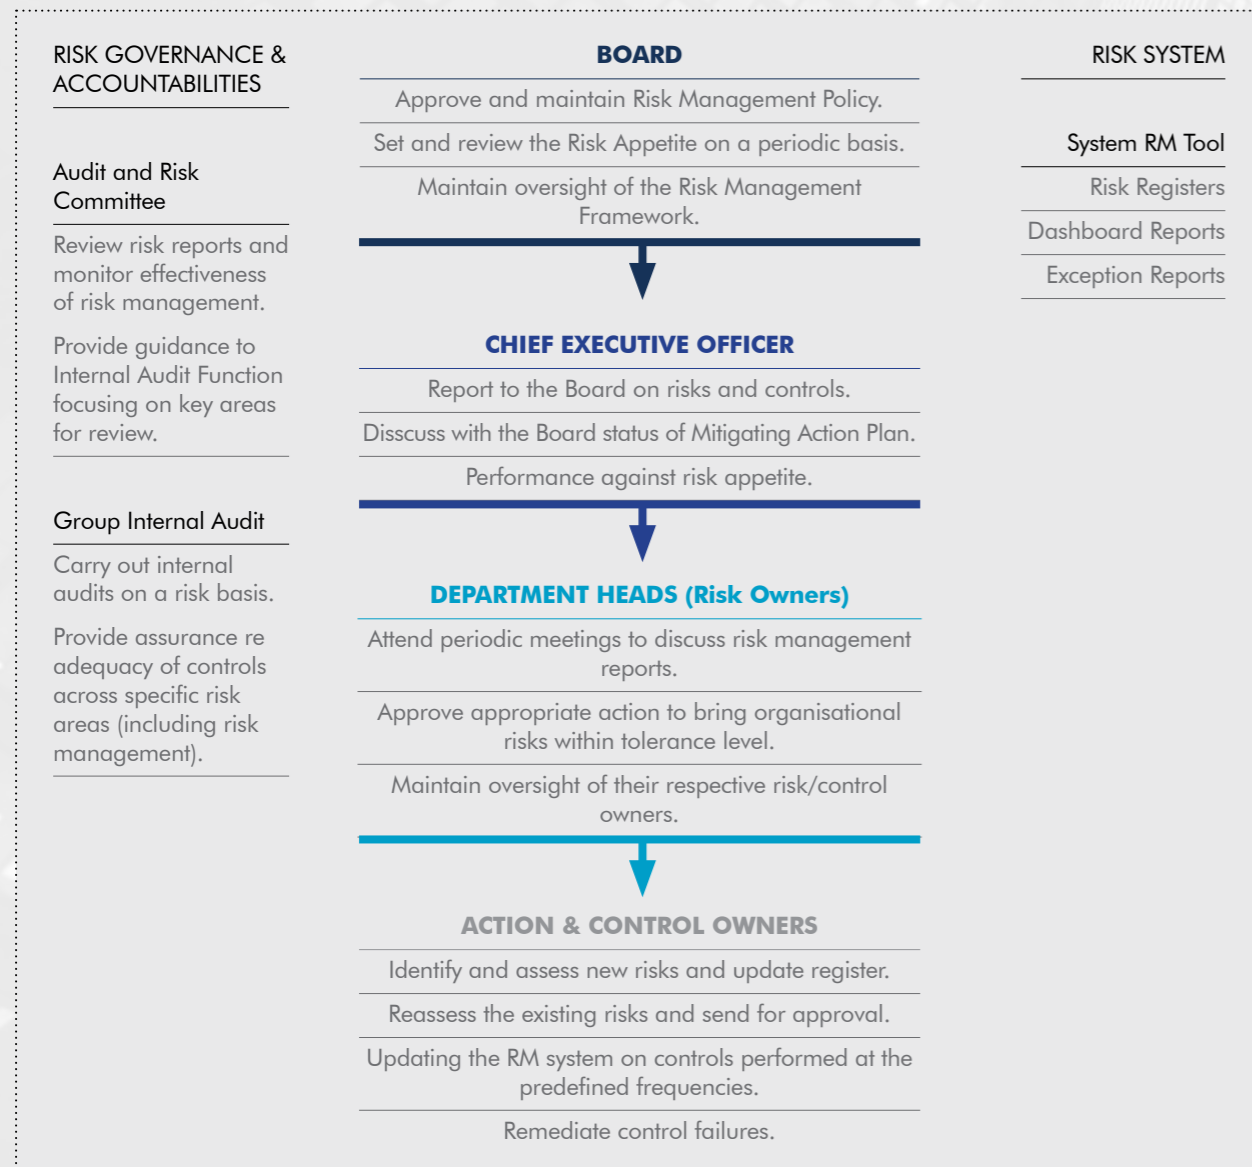 RISK GOVERNANCE &
ACCOUNTABILITIES
Audit and Risk
Committee
Review risk reports and
monitor effectiveness
of risk management.
Provide guidance to
Internal Audit Function
focusing on key areas
for review.
Group Internal Audit
Carry out internal
audits on a risk basis.
Provide assurance re
adequacy of controls
across specific risk
areas (including risk
management).
BOARD
Approve and maintain Risk Management Policy.
Set and review the Risk Appetite on a periodic basis.
Maintain oversight of the Risk Management
Framework.
CHIEF EXECUTIVE OFFICER
Report to the Board on risks and controls.
Disscuss with the Board status of Mitigating Action Plan.
Performance against risk appetite.
DEPARTMENT HEADS (Risk Owners)
Attend periodic meetings to discuss risk management
reports.
Approve appropriate action to bring organisational
risks within tolerance level.
Maintain oversight of their respective risk/control
owners.
ACTION & CONTROL OWNERS
Identify and assess new risks and update register.
Reassess the existing risks and send for approval.
Updating the RM system on controls performed at the
predefined frequencies.
Remediate control failures.
RISK SYSTEM
System RM Tool
Risk Registers
Dashboard Reports
Exception Reports